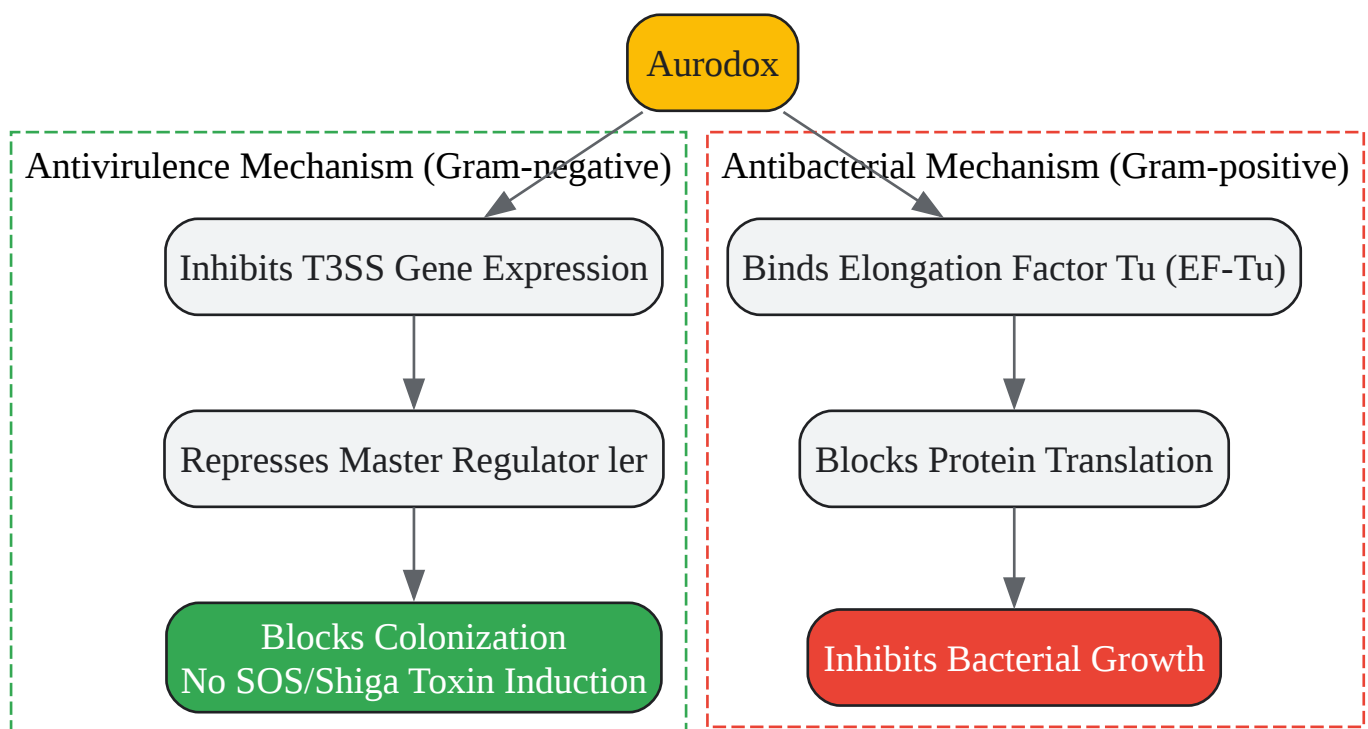 Aurodox
Antivirulence Mechanism (Gram-negative)
Inhibits T3SS Gene Expression
Represses Master Regulator ler
Blocks Colonization
No SOS/Shiga Toxin Induction
Antibacterial Mechanism (Gram-positive)
Binds Elongation Factor Tu (EF-Tu)
Blocks Protein Translation
Inhibits Bacterial Growth